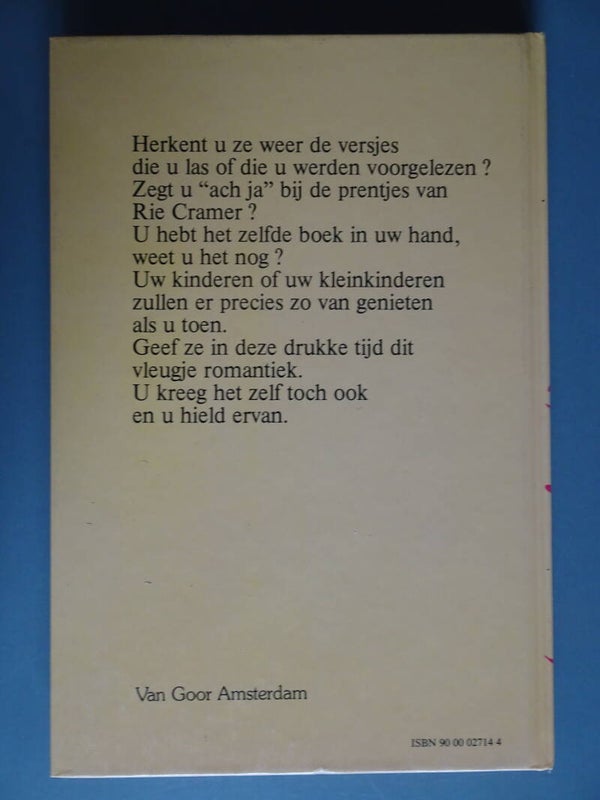 Herkent u ze weer de versjes
die u las of die u werden voorgelezen ?
Zegt u “ach ja” bij de prentjes van
Rie Cramer ?
U hebt het zelfde boek in uw hand,
weet u het nog ?
Uw kinderen of uw kleinkinderen
zullen er precies zo van genieten
als u toen.
Geef ze in deze drukke tijd dit
vleugje romantiek.
U kreeg het zelf toch ook
en u hield ervan.
Van Goor Amsterdam
ISBN 90 00 02714 4